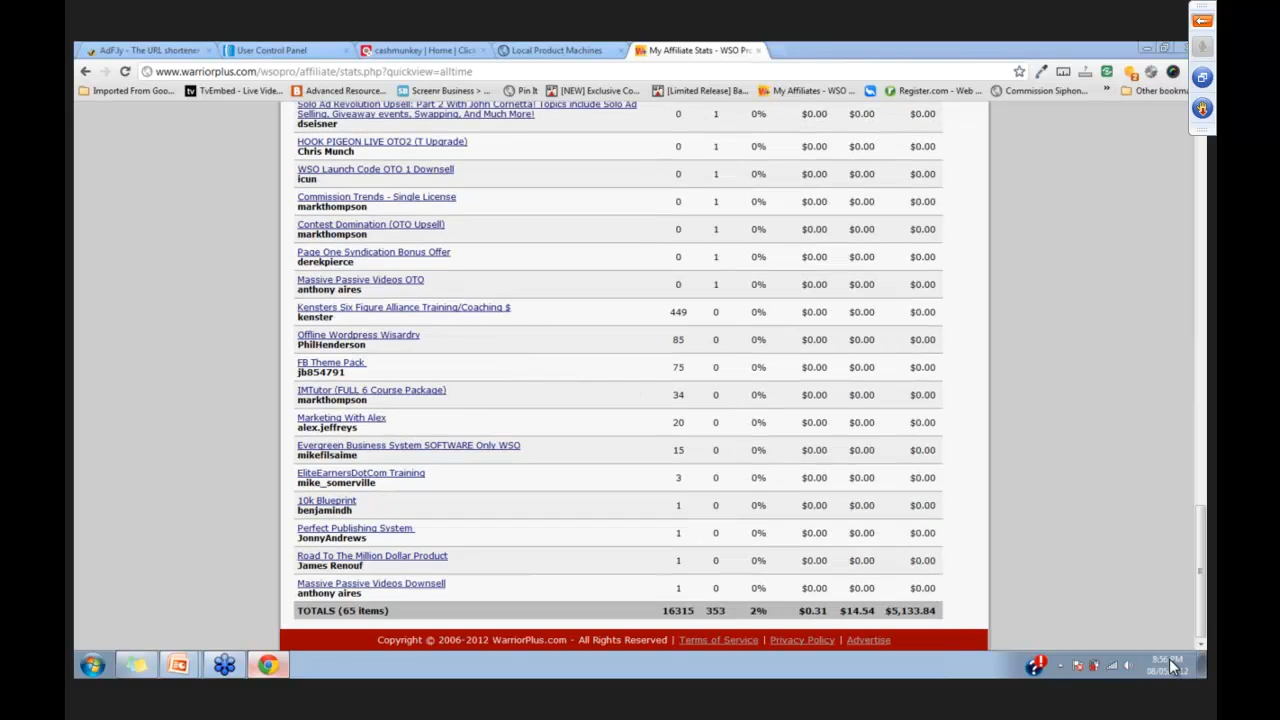 AdF.ly - The URL shortene
User Control Panel
cashmunkey | Home | Clic
Local Product Machines
My Affiliate Stats - WSO Pr
www.warriorplus.com/wsopro/affiliate/stats.php?quickview=alltime
Imported From Goo...
TvEmbed - Live Vide...
Advanced Resource...
Screenr Business > ...
Pin It
[NEW] Exclusive Co...
[Limited Release] Ba...
My Affiliates - WSO ...
Register.com - Web ...
Commission Siphon...
»
Other bookma
Solo Ad Revolution Upsell: Part 2 With John Cornetta! Topics include Solo Ad
Selling, Giveaway events, Swapping, And Much More! 0 1 0% $0.00 $0.00 $0.00
dseisner
HOOK PIGEON LIVE OTO2 (T Upgrade) 0 1 0% $0.00 $0.00 $0.00
Chris Munch
WSO Launch Code OTO 1 Downsell 0 1 0% $0.00 $0.00 $0.00
icun
Commission Trends - Single License 0 1 0% $0.00 $0.00 $0.00
markthompson
Contest Domination (OTO Upsell) 0 1 0% $0.00 $0.00 $0.00
markthompson
Page One Syndication Bonus Offer 0 1 0% $0.00 $0.00 $0.00
derekpierce
Massive Passive Videos OTO 0 1 0% $0.00 $0.00 $0.00
anthony aires
Kensters Six Figure Alliance Training/Coaching $ 449 0 0% $0.00 $0.00 $0.00
kenster
Offline Wordpress Wisardry 85 0 0% $0.00 $0.00 $0.00
PhilHenderson
FB Theme Pack 75 0 0% $0.00 $0.00 $0.00
jb854791
IMTutor (FULL 6 Course Package) 34 0 0% $0.00 $0.00 $0.00
markthompson
Marketing With Alex 20 0 0% $0.00 $0.00 $0.00
alex.jeffreys
Evergreen Business System SOFTWARE Only WSO 15 0 0% $0.00 $0.00 $0.00
mikefilsaime
EliteEarnersDotCom Training 3 0 0% $0.00 $0.00 $0.00
mike_somerville
10k Blueprint 1 0 0% $0.00 $0.00 $0.00
benjamindh
Perfect Publishing System 1 0 0% $0.00 $0.00 $0.00
JonnyAndrews
Road To The Million Dollar Product 1 0 0% $0.00 $0.00 $0.00
James Renouf
Massive Passive Videos Downsell 1 0 0% $0.00 $0.00 $0.00
anthony aires
TOTALS (65 items) 16315 353 2% $0.31 $14.54 $5,133.84
Copyright © 2006-2012 WarriorPlus.com - All Rights Reserved | Terms of Service | Privacy Policy | Advertise
8:56 PM